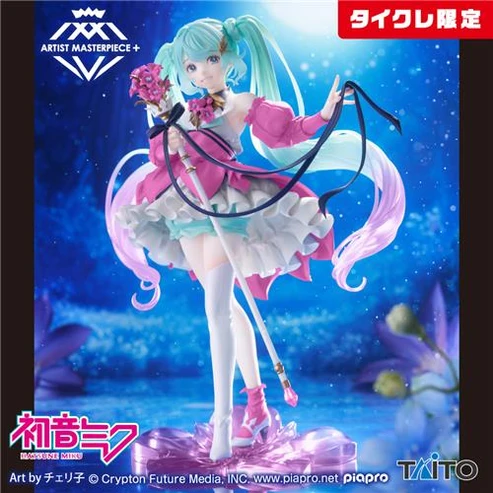 ARTIST MASTERPIECE+
タイクレ限定
初音ミク
HATSUNE MIKU
Art by チェリ子 © Crypton Future Media, INC. www.piapro.net piapro
TAITO